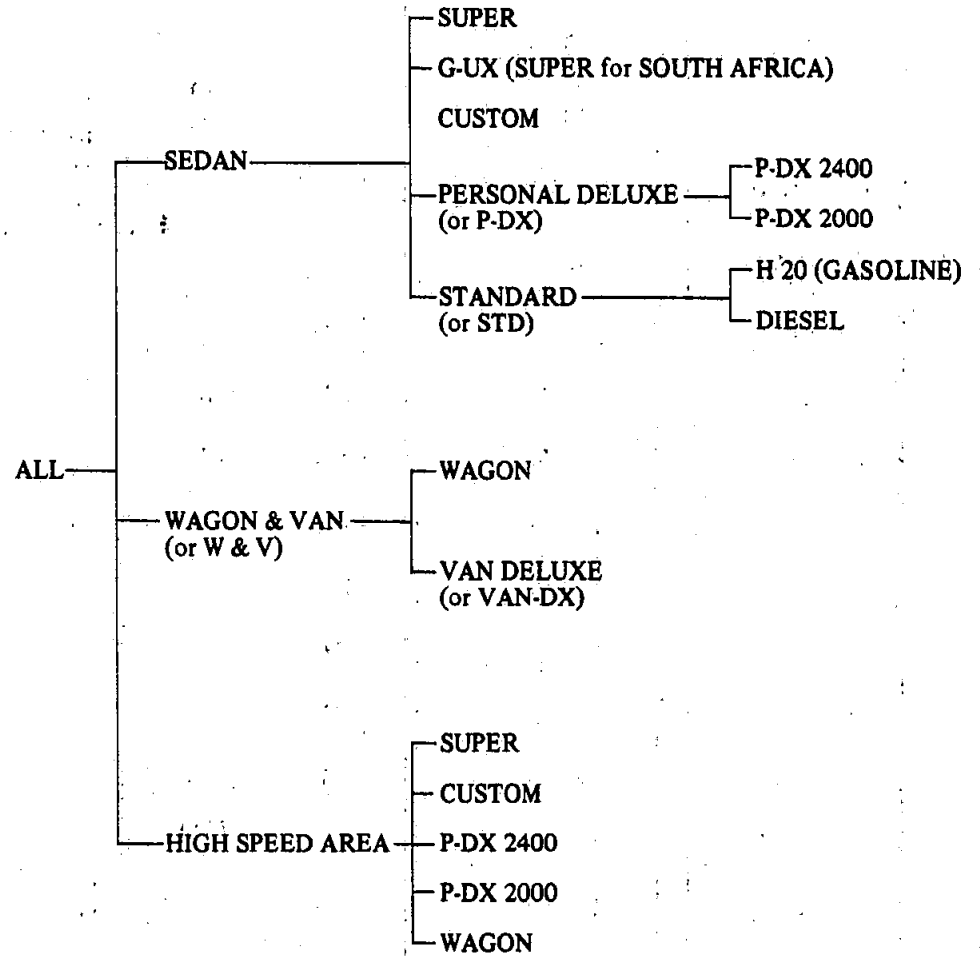 SUPER
G-UX (SUPER for SOUTH AFRICA)
CUSTOM
SEDAN
P-DX 2400
PERSONAL DELUXE
(or P-DX)
P-DX 2000
H 20 (GASOLINE)
STANDARD
(or STD)
DIESEL
ALL
WAGON
WAGON & VAN
(or W & V)
VAN DELUXE
(or VAN-DX)
SUPER
CUSTOM
HIGH SPEED AREA
P-DX 2400
P-DX 2000
WAGON